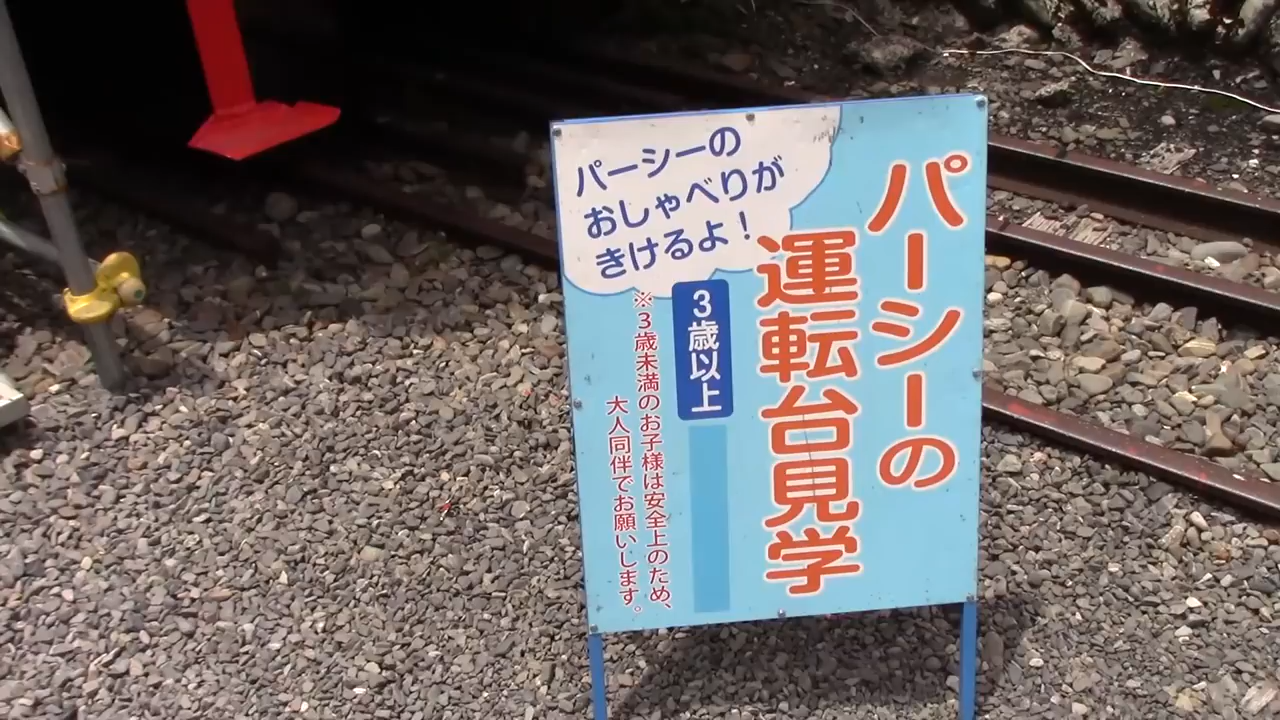 パーシーの
運転台見学
パーシーの
おしゃべりが
きけるよ！
3歳以上
※3歳未満のお子様は安全上のため、
大人同伴でお願いします。